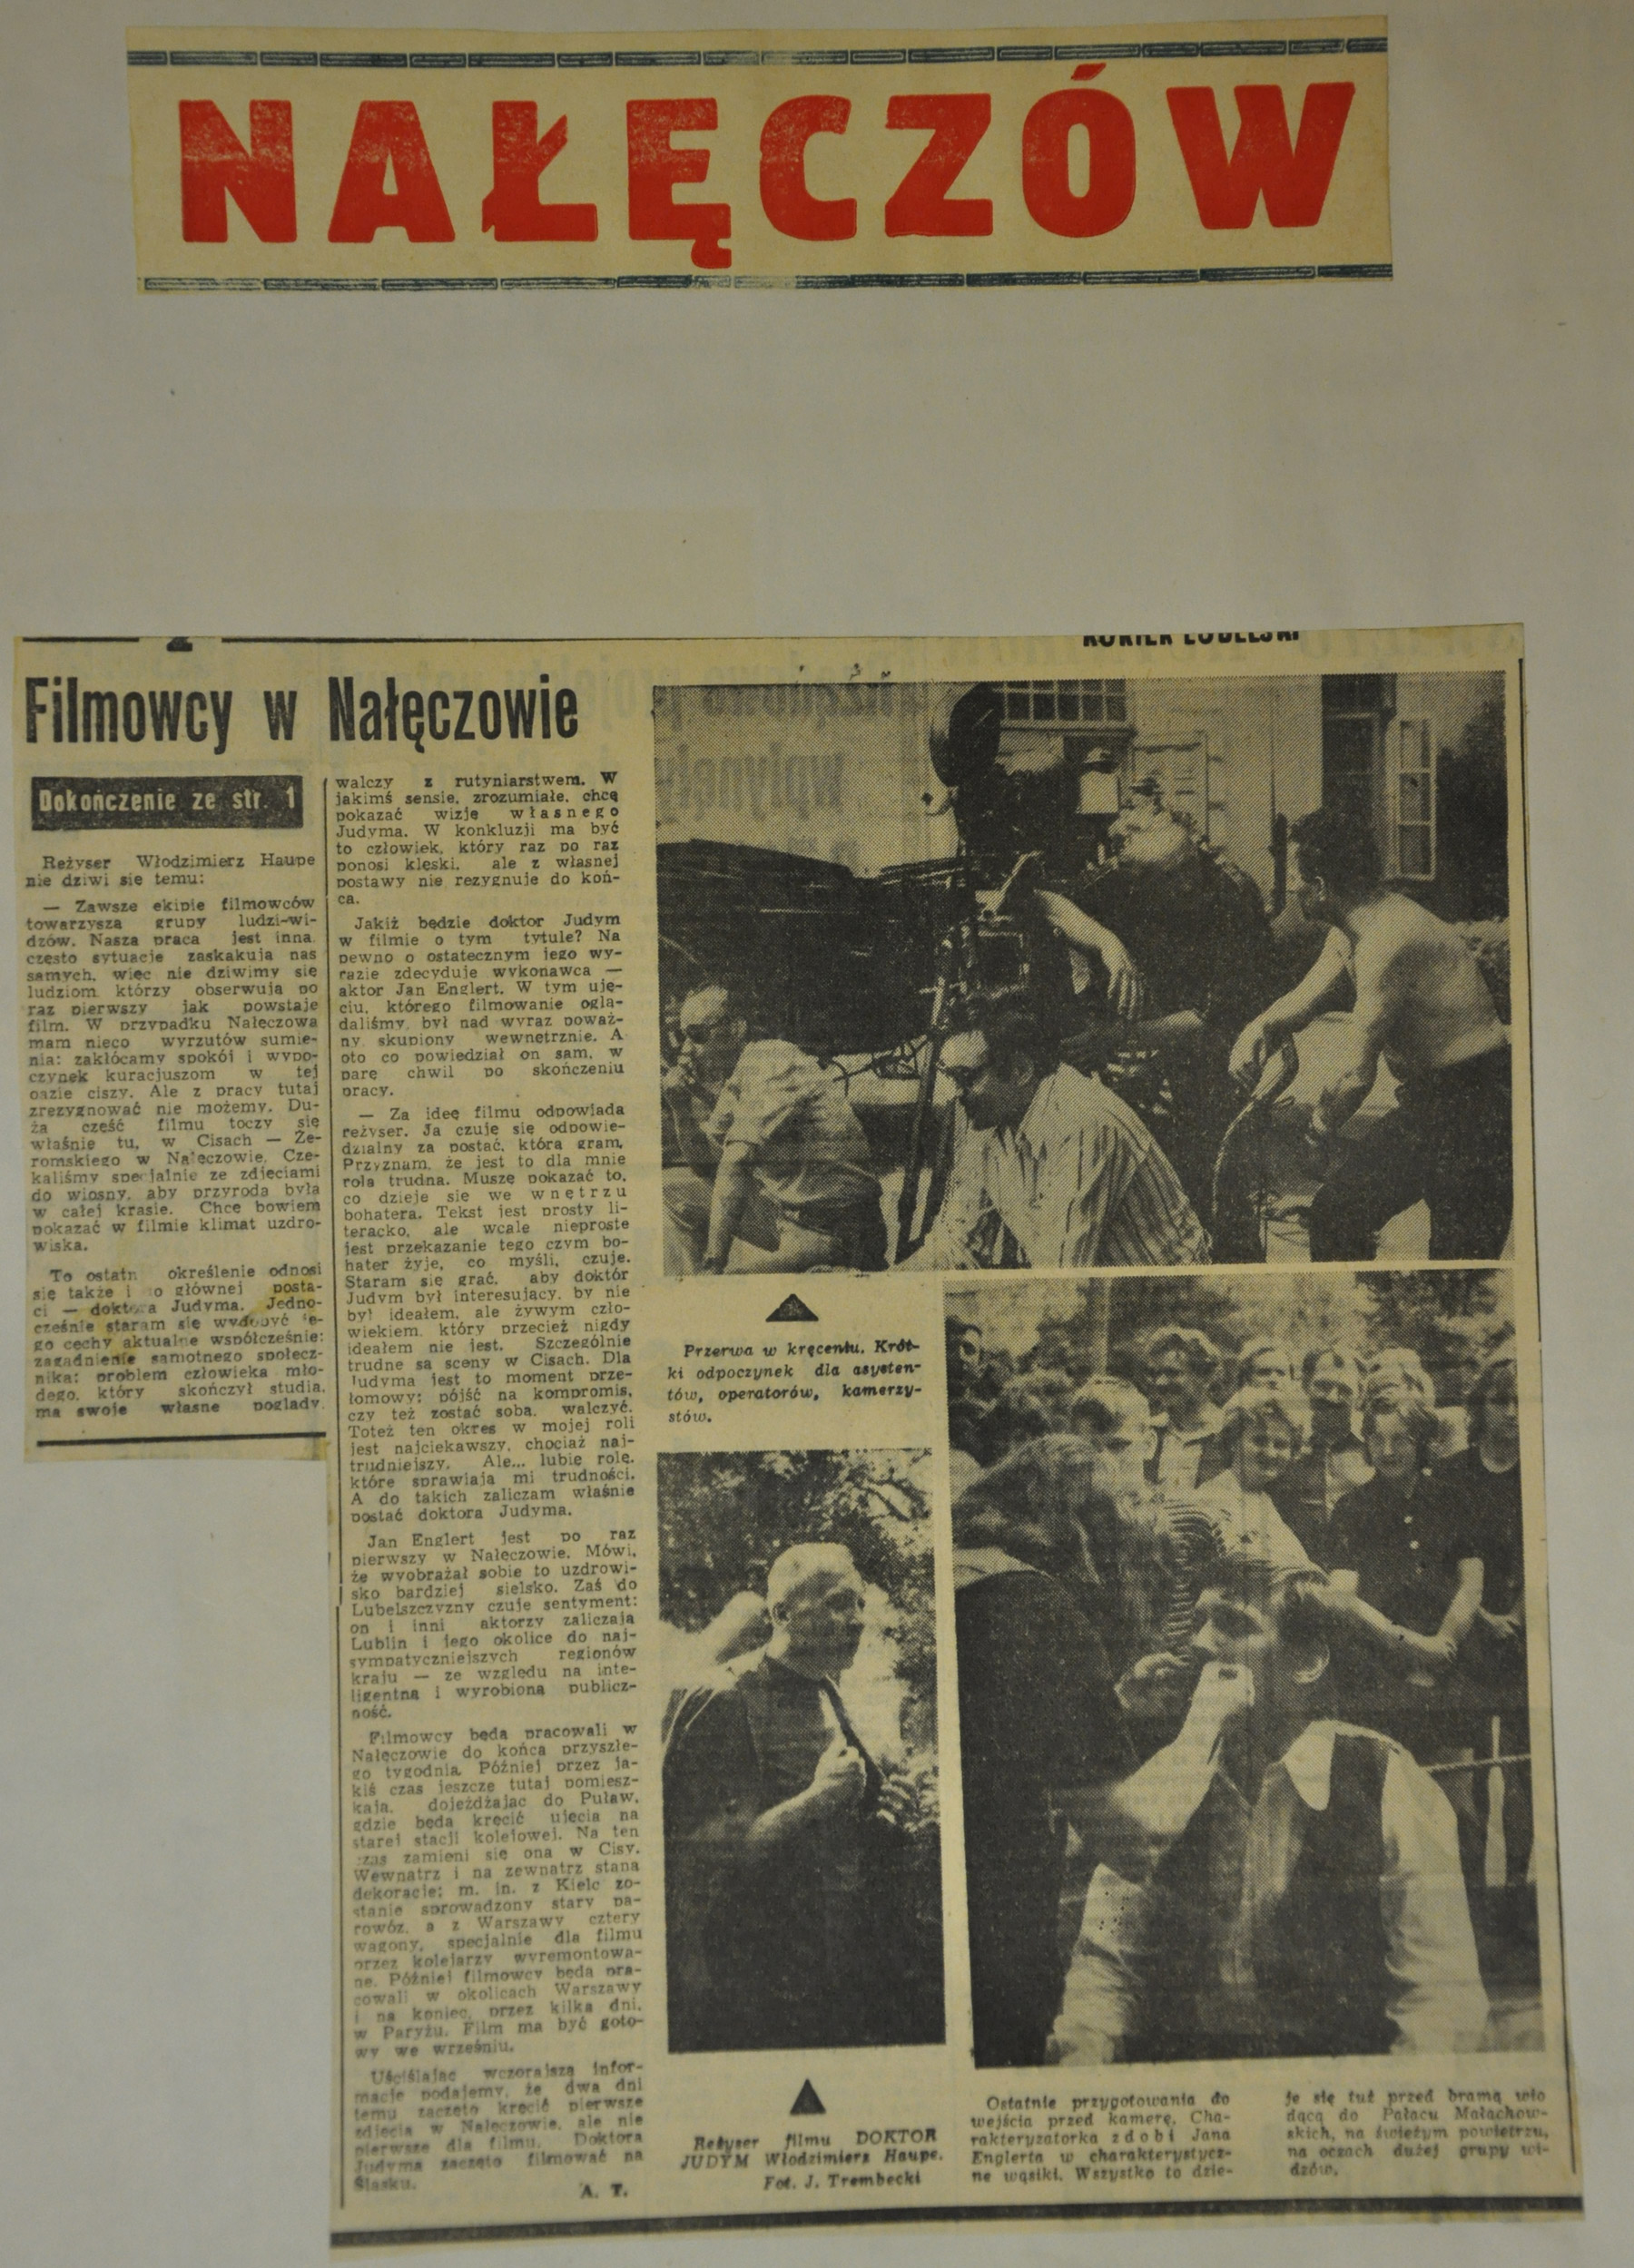 NAŁĘCZÓW
2
KURIER LUBELSKI
Filmowcy w Nałęczowie
Dokończenie ze str. 1
Reżyser Włodzimierz Haupe
nie dziwi się temu:
— Zawsze ekipie filmowców
towarzyszą grupy ludzi-wi-
dzów. Nasza praca jest inna,
często sytuacje zaskakują nas
samych, więc nie dziwimy się
ludziom, którzy obserwują po
raz pierwszy jak powstaje
film. W przypadku Nałęczowa
mam nieco wyrzutów sumie-
nia: zakłócamy spokój i wypo-
czynek kuracjuszom w tej
oazie ciszy. Ale z pracy tutaj
zrezygnować nie możemy. Du-
ża część filmu toczy się
właśnie tu, w Cisach — Że-
romskiego w Nałęczowie. Cze-
kaliśmy specjalnie ze zdjęciami
do wiosny, aby przyroda była
w całej krasie. Chcę bowiem
pokazać w filmie klimat uzdro-
wiska.
To ostatn określenie odnosi
się także i do głównej posta-
ci — doktora Judyma. Jedno-
cześnie staram się wydobyć je-
go cechy aktualne współcześnie:
zagadnienie samotnego społecz-
nika; problem człowieka mło-
dego, który skończył studia,
ma swoje własne poglądy,
walczy z rutyniarstwem. W
jakimś sensie, zrozumiałe, chcę
pokazać wizję własnego
Judyma. W konkluzji ma być
to człowiek, który raz po raz
ponosi klęski, ale z własnej
postawy nie rezygnuje do koń-
ca.
Jakiż będzie doktor Judym
w filmie o tym tytule? Na
pewno o ostatecznym jego wy-
razie zdecyduje wykonawca —
aktor Jan Englert. W tym uję-
ciu, którego filmowanie oglą-
daliśmy, był nad wyraz poważ-
ny, skupiony wewnętrznie. A
oto co powiedział on sam, w
parę chwil po skończeniu
pracy.
— Za ideę filmu odpowiada
reżyser. Ja czuję się odpowie-
dzialny za postać, którą gram.
Przyznam, że jest to dla mnie
rola trudna. Muszę pokazać to,
co dzieje się we wnętrzu
bohatera. Tekst jest prosty li-
teracko, ale wcale nieproste
jest przekazanie tego czym bo-
hater żyje, co myśli, czuje.
Staram się grać, aby doktór
Judym był interesujący, by nie
był ideałem, ale żywym czło-
wiekiem, który przecież nigdy
ideałem nie jest. Szczególnie
trudne są sceny w Cisach. Dla
Judyma jest to moment prze-
łomowy; pójść na kompromis,
czy też zostać sobą, walczyć.
Toteż ten okres w mojej roli
jest najciekawszy, chociaż naj-
trudniejszy. Ale... lubię role,
które sprawiają mi trudności.
A do takich zaliczam właśnie
postać doktora Judyma.
Jan Englert jest po raz
pierwszy w Nałęczowie. Mówi,
że wyobrażał sobie to uzdrowi-
sko bardziej sielsko. Zaś do
Lubelszczyzny czuje sentyment:
on i inni aktorzy zaliczają
Lublin i jego okolice do naj-
sympatyczniejszych regionów
kraju — ze względu na inte-
ligentną i wyrobioną publicz-
ność.
Filmowcy będą pracowali w
Nałęczowie do końca przyszłe-
go tygodnia. Później przez ja-
kiś czas jeszcze tutaj pomiesz-
kają, dojeżdżając do Puław,
gdzie będą kręcić ujęcia na
starej stacji kolejowej. Na ten
czas zamieni się ona w Cisy.
Wewnątrz i na zewnątrz staną
dekoracje; m. in. z Kielc zo-
stanie sprowadzony stary pa-
rowóz, a z Warszawy cztery
wagony, specjalnie dla filmu
przez kolejarzy wyremontowa-
ne. Później filmowcy będą pra-
cowali w okolicach Warszawy
i na koniec, przez kilka dni,
w Paryżu. Film ma być goto-
wy we wrześniu.
Uściślając wczorajszą infor-
mację podajemy, że dwa dni
temu zaczęto kręcić pierwsze
zdjęcia w Nałęczowie, ale nie
pierwsze dla filmu. Doktora
Judyma zaczęto filmować na
Śląsku.
A. T.
Przerwa w kręceniu. Krót-
ki odpoczynek dla asysten-
tów, operatorów, kamerzy-
stów.
Reżyser filmu DOKTOR
JUDYM Włodzimierz Haupe.
Fot. J. Trembecki
Ostatnie przygotowania do
wejścia przed kamerę. Cha-
rakteryzatorka zdobi Jana
Englerta w charakterystycz-
ne wąsiki. Wszystko to dzie-
je się tuż przed bramą wio
dącą do Pałacu Małachow-
skich, na świeżym powietrzu,
na oczach dużej grupy wi-
dzów.